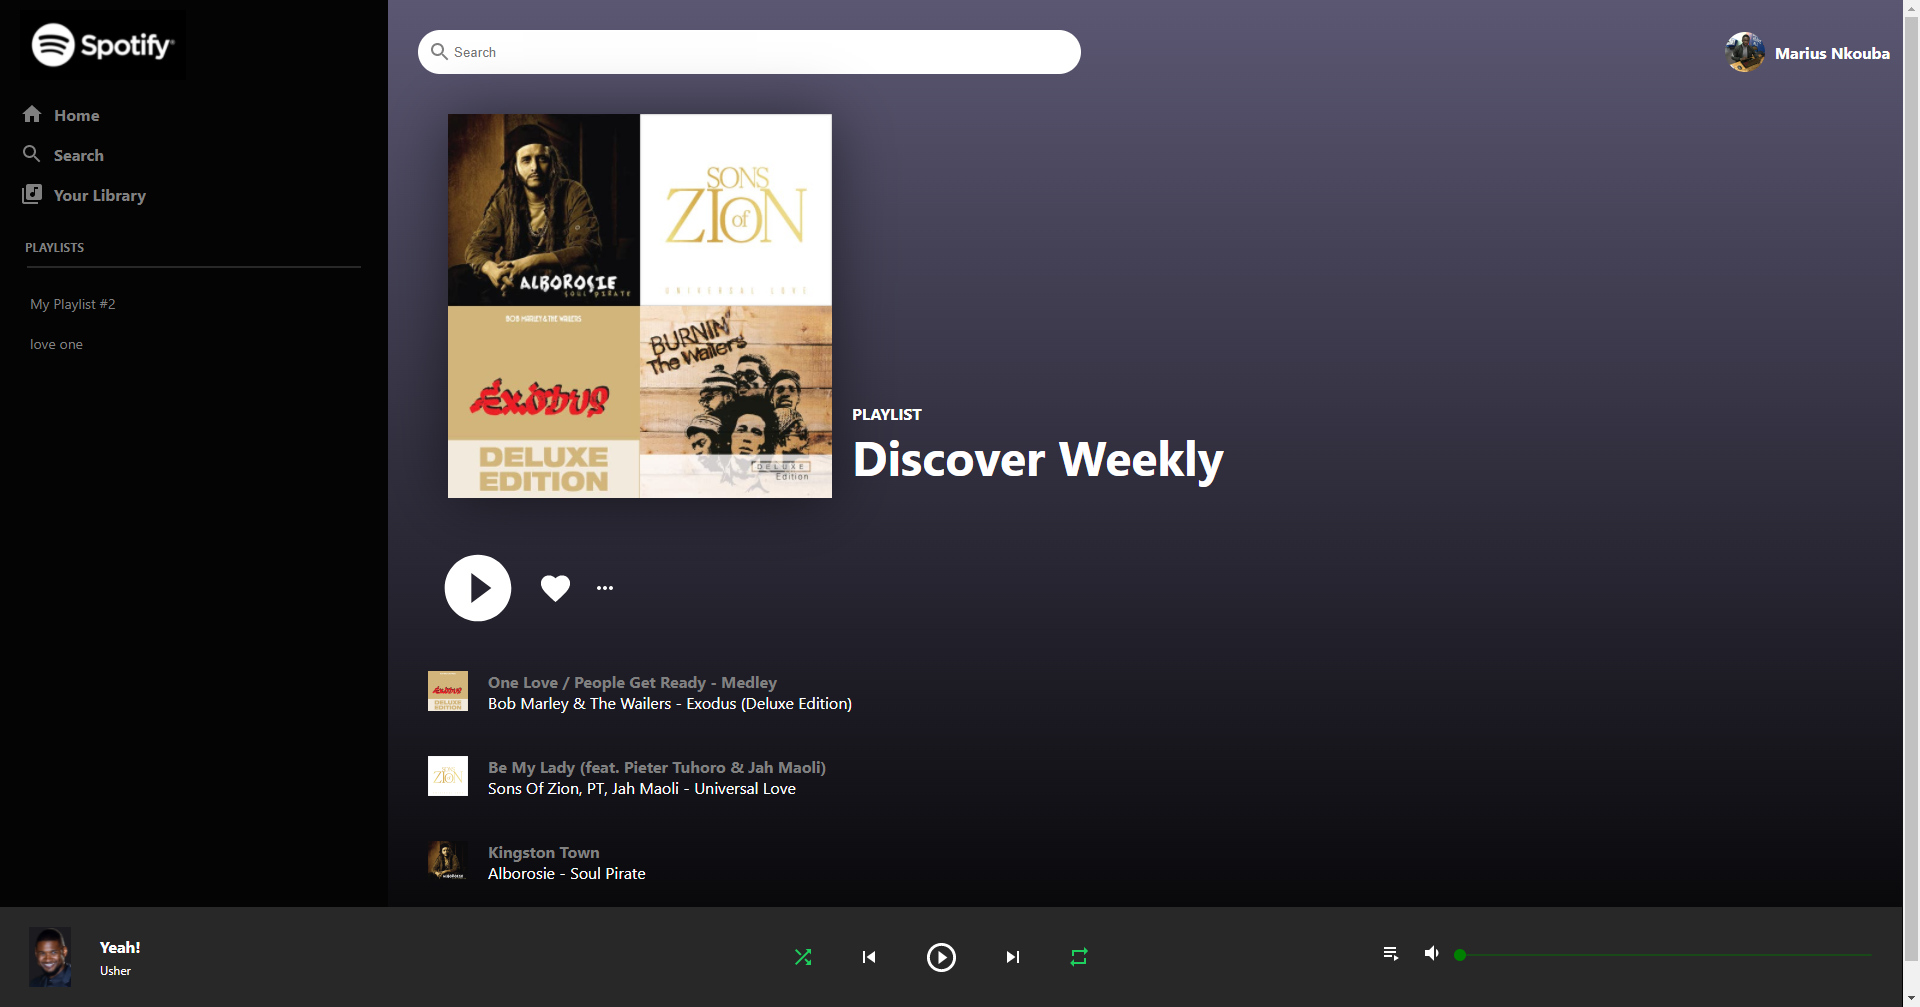 Spotify
Home
Search
Your Library
PLAYLISTS
My Playlist #2
love one
Search
Marius Nkouba
ALBOROSIE
SOUL PIRATE
SONS
of
ZION
UNIVERSAL LOVE
BOB MARLEY & THE WAILERS
EXODUS
DELUXE
EDITION
BURNIN'
The Wailers
DELUXE
Edition
PLAYLIST
Discover Weekly
One Love / People Get Ready - Medley
Bob Marley & The Wailers - Exodus (Deluxe Edition)
Be My Lady (feat. Pieter Tuhoro & Jah Maoli)
Sons Of Zion, PT, Jah Maoli - Universal Love
Kingston Town
Alborosie - Soul Pirate
Yeah!
Usher